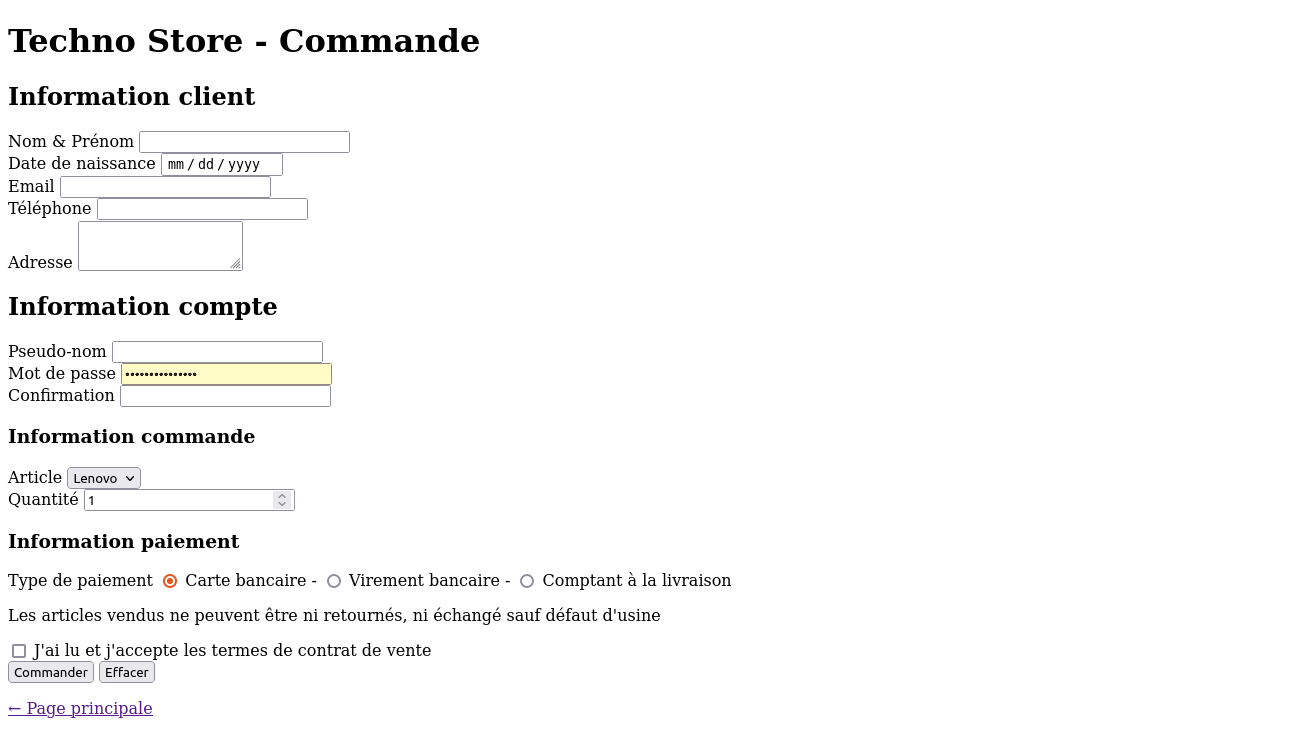 Techno Store - Commande
Information client
Nom & Prénom
Date de naissance mm / dd / yyyy
Email
Téléphone
Adresse
Information compte
Pseudo-nom
Mot de passe •••••••••••••••
Confirmation
Information commande
Article Lenovo
Quantité 1
Information paiement
Type de paiement Carte bancaire - Virement bancaire - Comptant à la livraison
Les articles vendus ne peuvent être ni retournés, ni échangé sauf défaut d'usine
J'ai lu et j'accepte les termes de contrat de vente
Commander Effacer
← Page principale